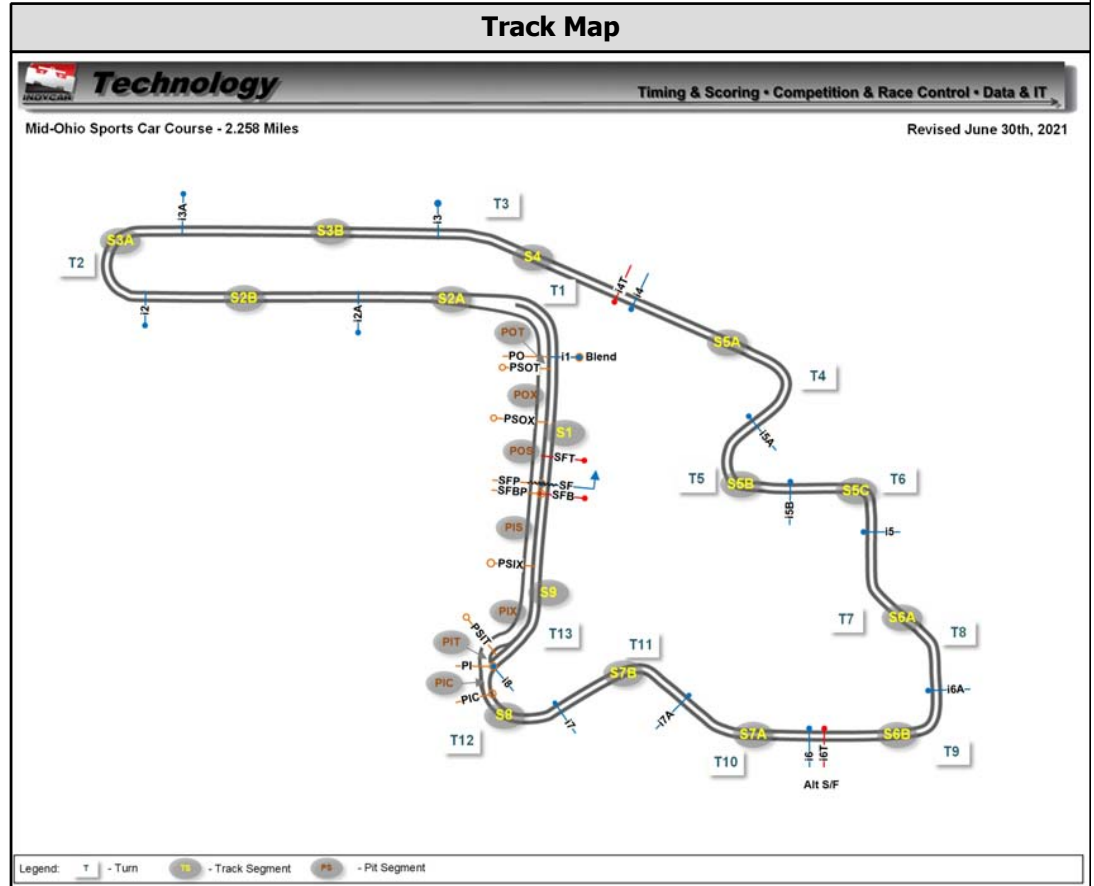 Track Map
INDYCAR Technology
Timing & Scoring • Competition & Race Control • Data & IT
Mid-Ohio Sports Car Course - 2.258 Miles
Revised June 30th, 2021
i3A
i3
T3
S3A
S3B
S4
T2
i4T
i4
T1
S2B
S2A
i2
i2A
POT
PO
i1
Blend
PSOT
S5A
T4
POX
PSOX
S1
i5A
POS
SFT
T5
S5B
S5C
T6
SFP
SF
SFBP
SFB
i5B
PIS
i5
PSIX
S9
PIX
T7
S6A
T8
PSIT
T13
T11
PIT
PI
i8
S7B
PIC
PIC
i6A
S8
i7
i7A
T12
S7A
S6B
T10
i6
i6T
T9
Alt S/F
Legend: T - Turn TS - Track Segment PS - Pit Segment